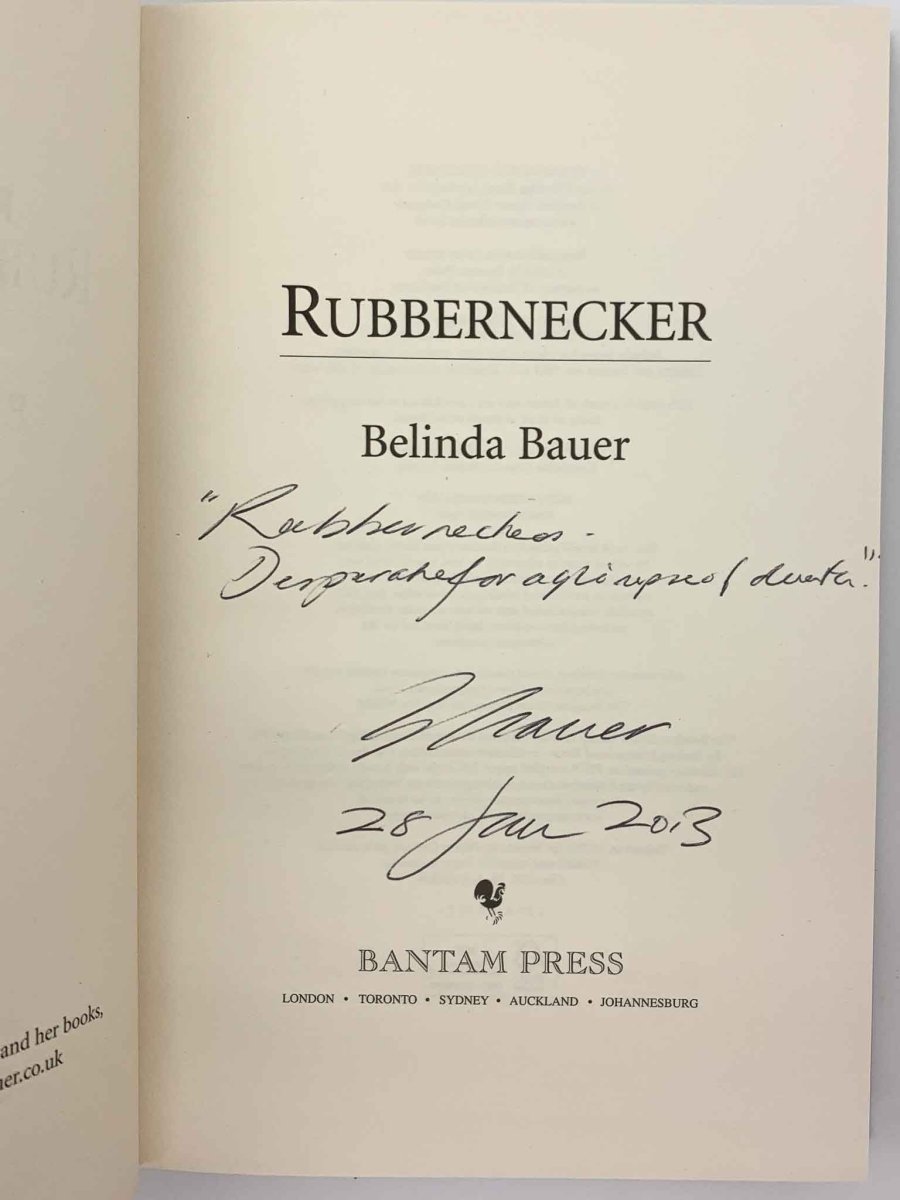 RUBBERNECKER
Belinda Bauer
"Rubberneckers -
Desperate for a glimpse of death."
BBauer
28 Jan 2013
BANTAM PRESS
LONDON • TORONTO • SYDNEY • AUCKLAND • JOHANNESBURG
and her books,
er.co.uk